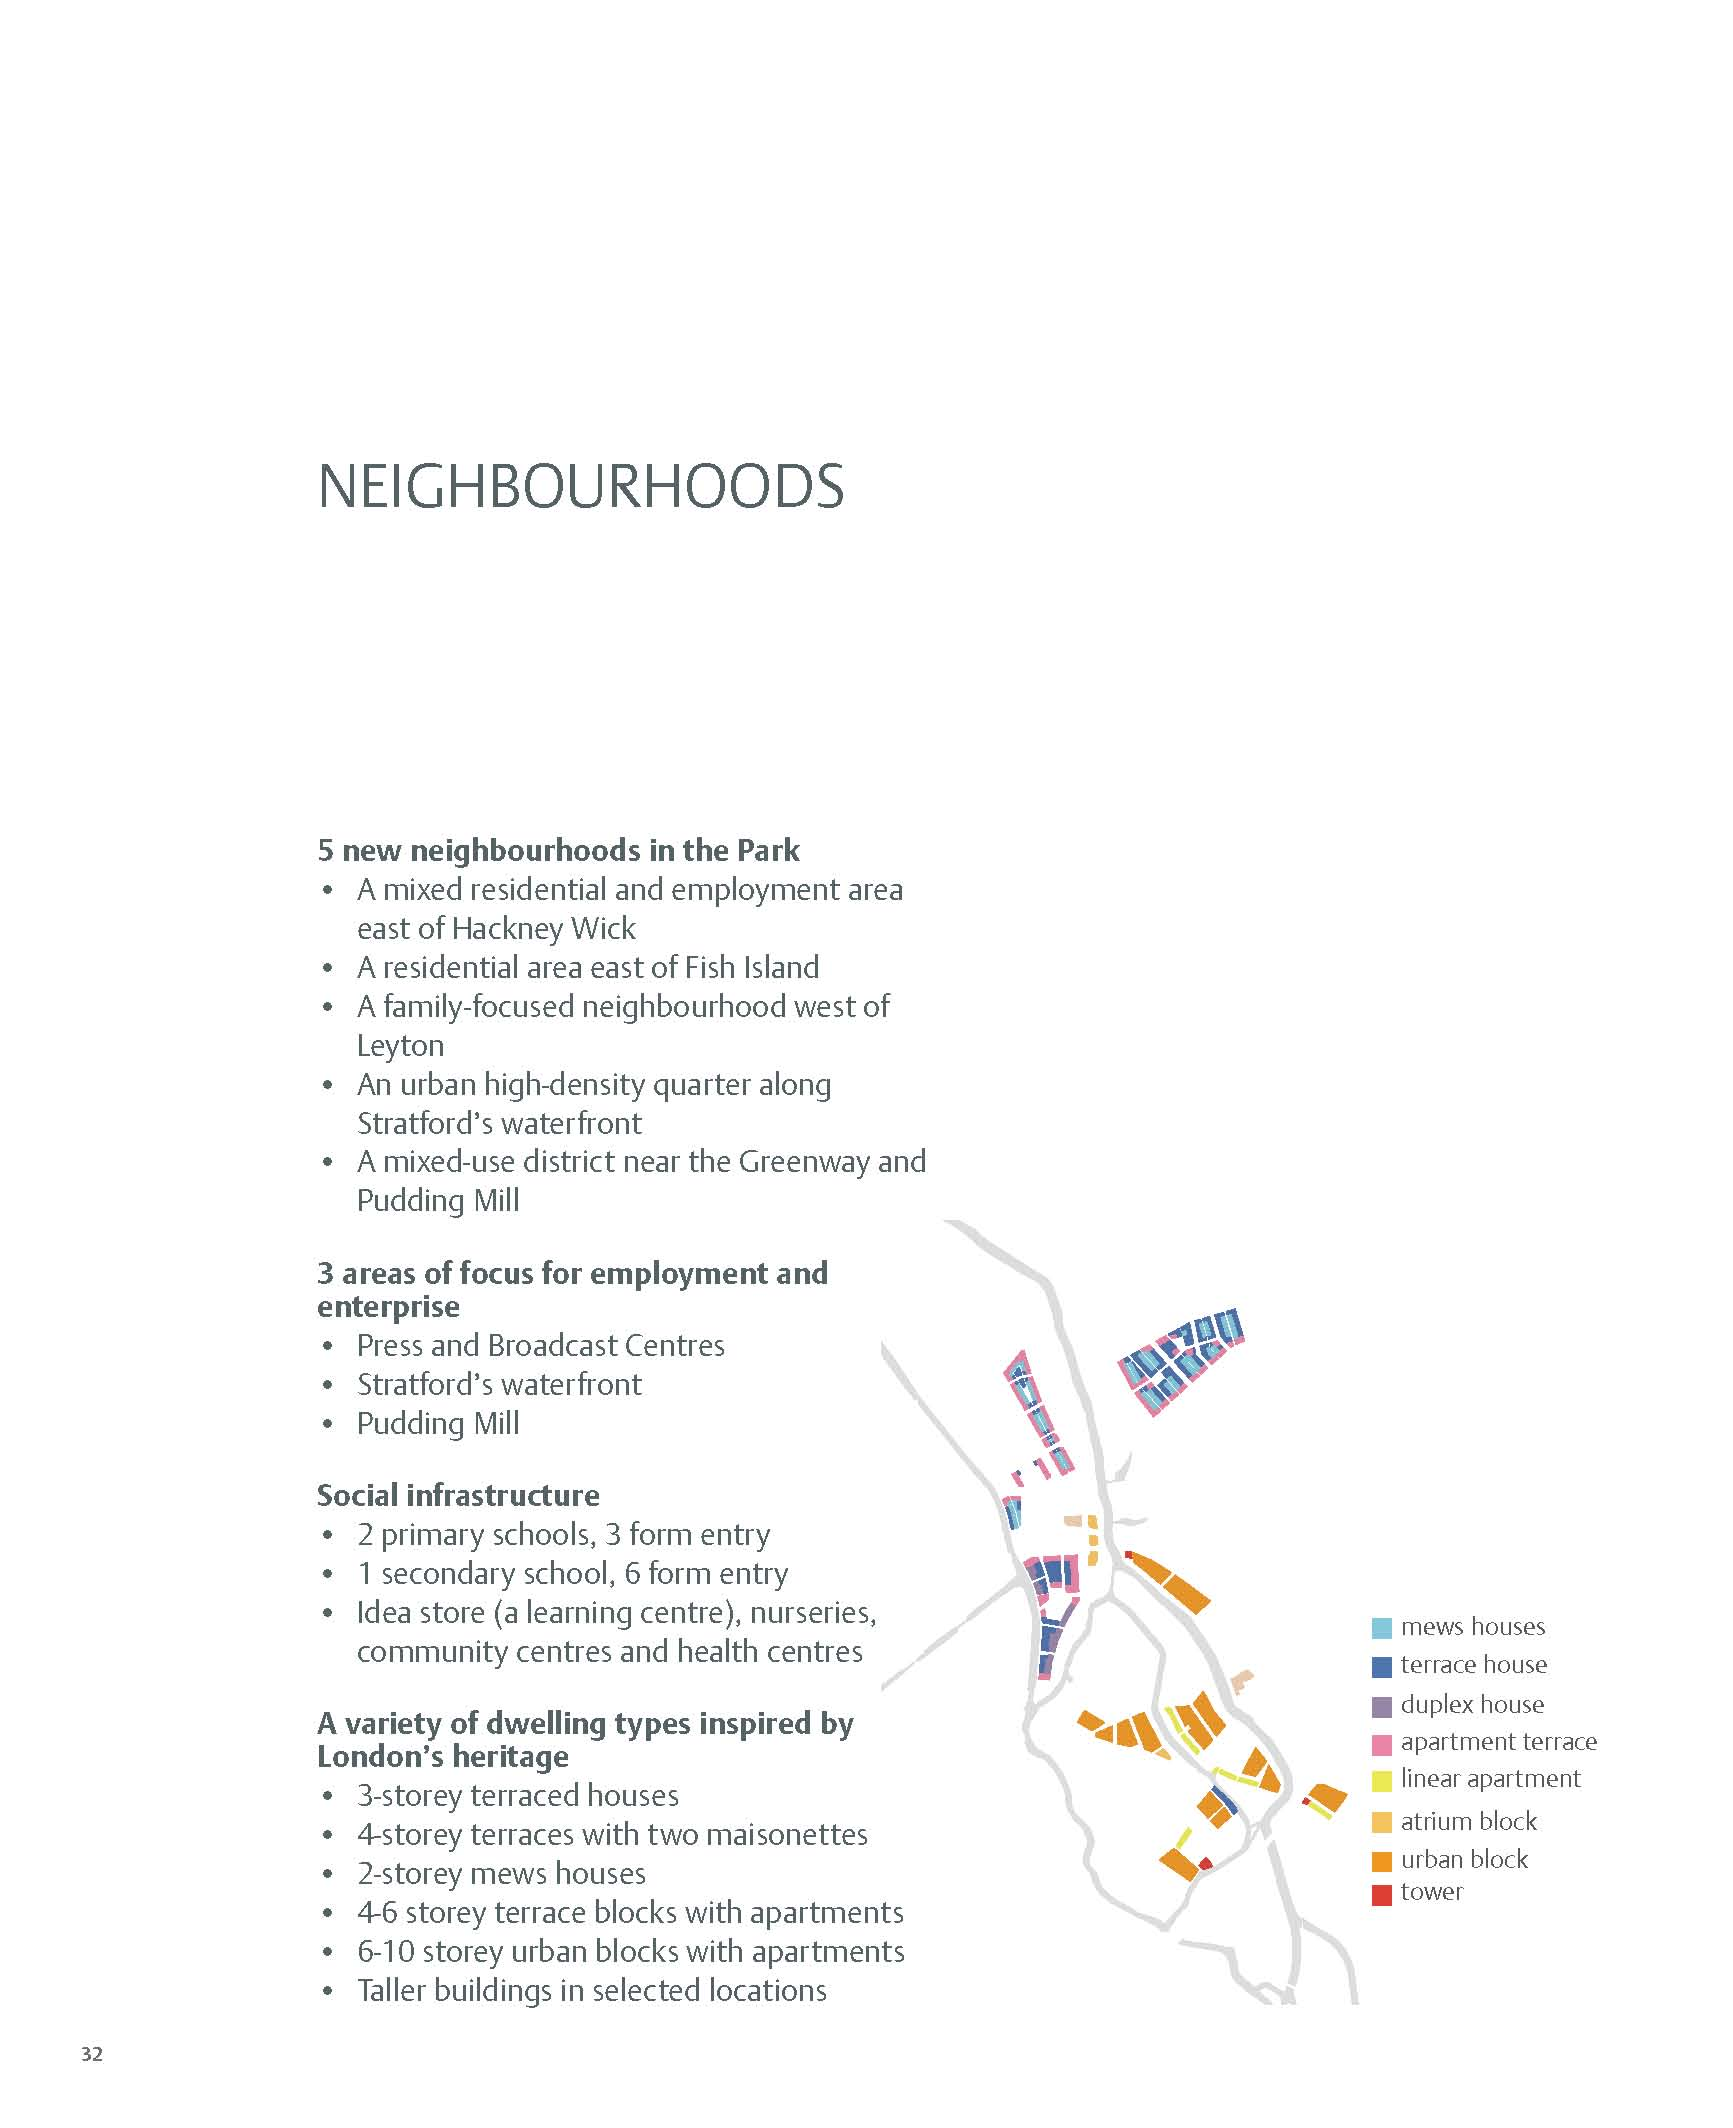 NEIGHBOURHOODS
5 new neighbourhoods in the Park
• A mixed residential and employment area
east of Hackney Wick
• A residential area east of Fish Island
• A family-focused neighbourhood west of
Leyton
• An urban high-density quarter along
Stratford’s waterfront
• A mixed-use district near the Greenway and
Pudding Mill
3 areas of focus for employment and
enterprise
• Press and Broadcast Centres
• Stratford’s waterfront
• Pudding Mill
Social infrastructure
• 2 primary schools, 3 form entry
• 1 secondary school, 6 form entry
• Idea store (a learning centre), nurseries,
community centres and health centres
A variety of dwelling types inspired by
London’s heritage
• 3-storey terraced houses
• 4-storey terraces with two maisonettes
• 2-storey mews houses
• 4-6 storey terrace blocks with apartments
• 6-10 storey urban blocks with apartments
• Taller buildings in selected locations
mews houses
terrace house
duplex house
apartment terrace
linear apartment
atrium block
urban block
tower
32